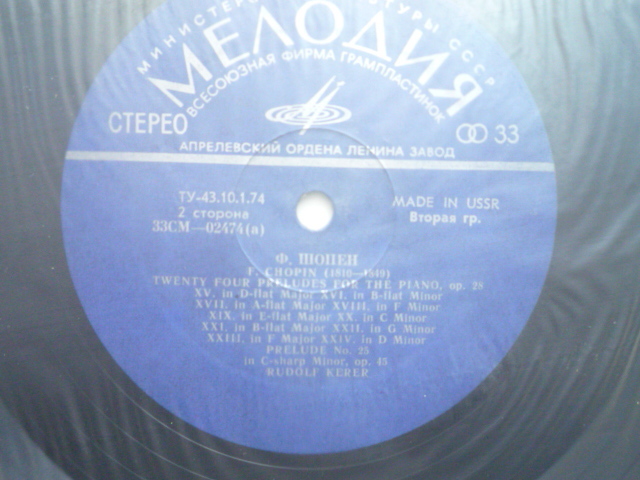 МЕЛОДИЯ
ВСЕСОЮЗНАЯ ФИРМА ГРАМПЛАСТИНОК
СТЕРЕО
33
АПРЕЛЕВСКИЙ ОРДЕНА ЛЕНИНА ЗАВОД
ТУ-43.10.1.74
MADE IN USSR
2 сторона
Вторая гр.
33СМ—02474(а)
Ф. ШОПЕН
F. CHOPIN (1810-1849)
TWENTY FOUR PRELUDES FOR THE PIANO, op. 28
XV. in D-flat Major XVI. in B-flat Minor
XVII. in A-flat Major XVIII. in F Minor
XIX. in E-flat Major XX. in C Minor
XXI. in B-flat Major XXII. in G Minor
XXIII. in F Major XXIV. in D Minor
PRELUDE No. 25
in C-sharp Minor, op. 45
RUDOLF KERER